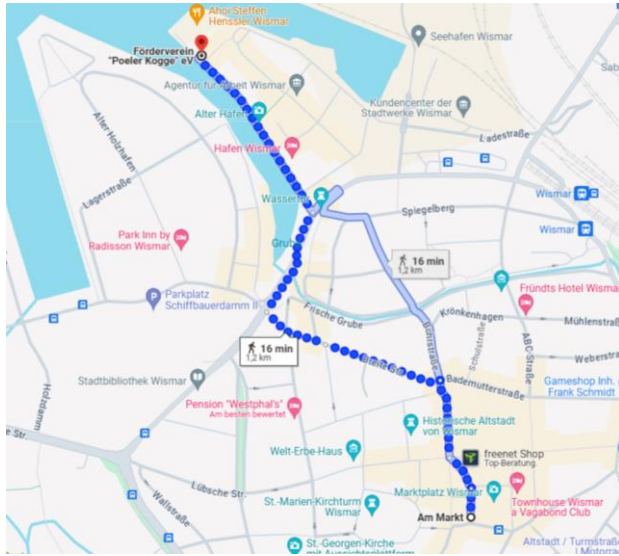 Ahoi Steffen
Henssler Wismar
Förderverein
"Poeler Kogge" eV
Seehafen Wismar
Agentur für Arbeit Wismar
Kundencenter der
Stadtwerke Wismar
Alter Hafen
Alter Holzhafen
Ladestraße
Hafen Wismar
Lagerstraße
Wismar
Spiegelberg
Wismar
Park Inn by
Radisson Wismar
16 min
1,2 km
Fründts Hotel Wisma
Parkplatz
Schiffbauerdamm II
Frische Grube
Krönkenhagen
Mühlenstraße
16 min
1,2 km
Bohrstraße
Schulstraße
ABC-Straße
Weberstra
Stadtbibliothek Wismar
Holzdamm
Bademutterstraße
Gameshop Inh.
Frank Schmidt
Pension "Westphal's"
Am besten bewertet
Historische Altstadt
von Wismar
Welt-Erbe-Haus
freenet Shop
Top-Beratung.
Lübsche Str.
Wallstraße
Marktplatz Wismar
Townhouse Wismar
a Vagabond Club
St.-Marien-Kirchturm
Wismar
Am Markt
St.-Georgen-Kirche
mit Aussichtsplattform
Altstadt / Turmstraß